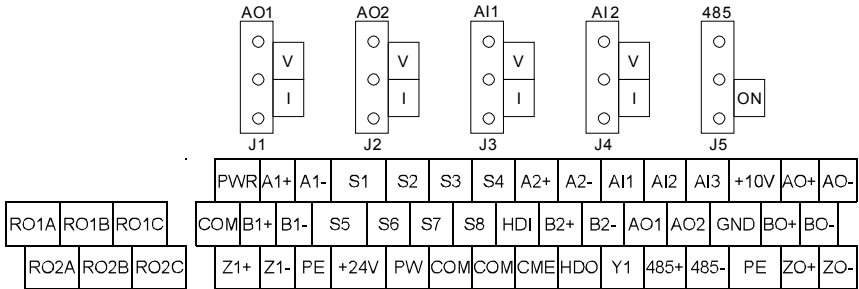 AO1 AO2 AI1 AI2 485
V V V V
I I I I ON
J1 J2 J3 J4 J5
PWR A1+ A1- S1 S2 S3 S4 A2+ A2- AI1 AI2 AI3 +10V AO+ AO-
RO1A RO1B RO1C COM B1+ B1- S5 S6 S7 S8 HDI B2+ B2- AO1 AO2 GND BO+ BO-
RO2A RO2B RO2C Z1+ Z1- PE +24V PW COM COM CME HDO Y1 485+ 485- PE ZO+ ZO-